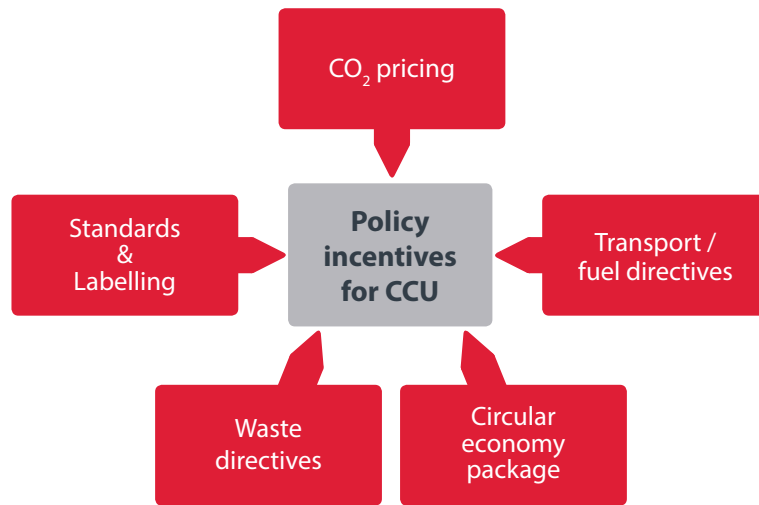 CO₂ pricing
Standards
&
Labelling
Policy
incentives
for CCU
Transport /
fuel directives
Waste
directives
Circular
economy
package